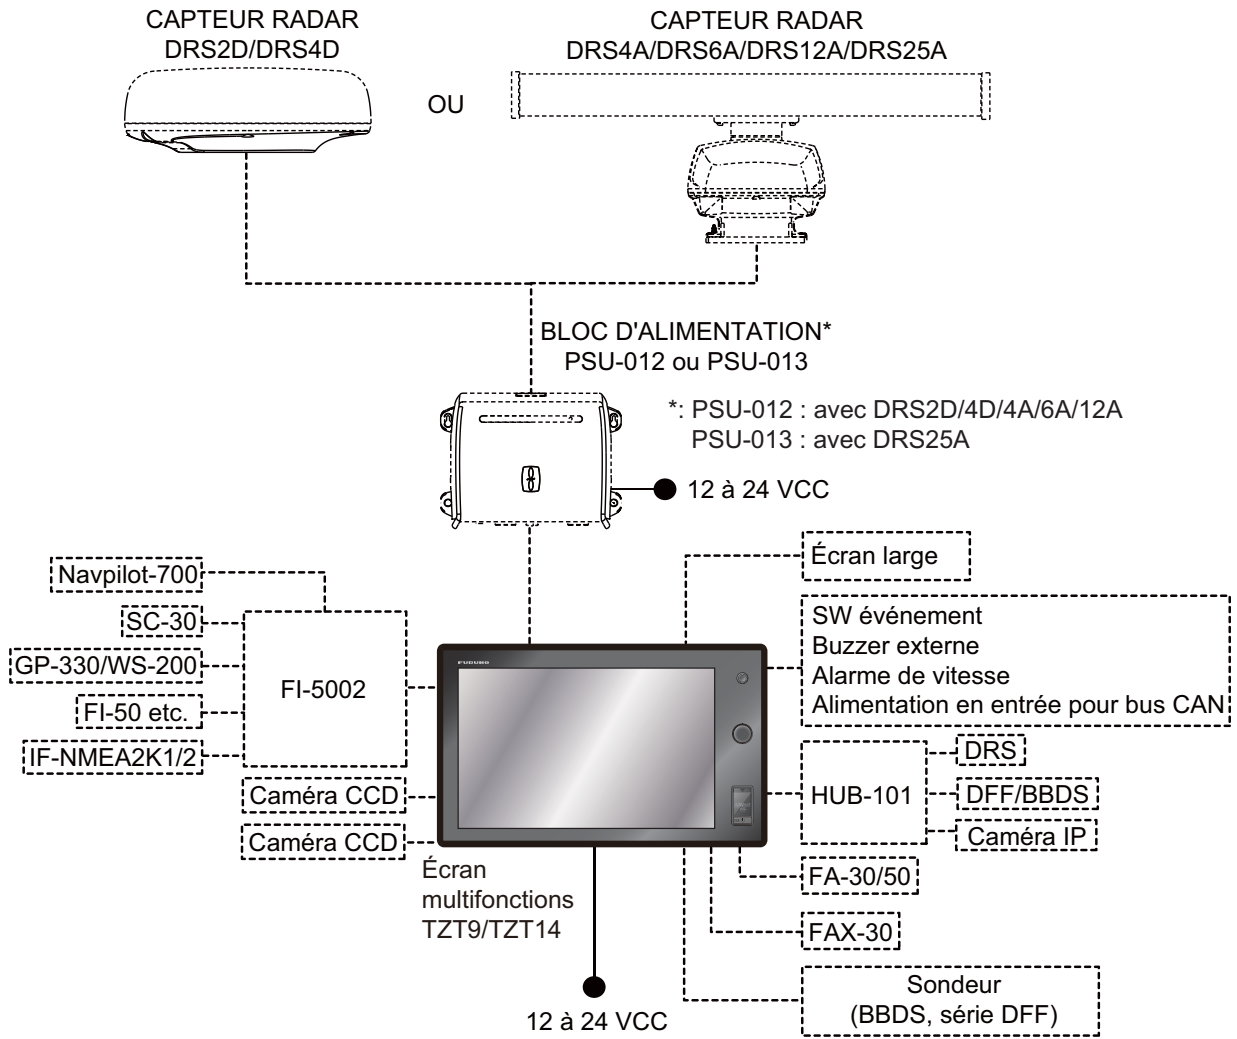 CAPTEUR RADAR
DRS2D/DRS4D
OU
CAPTEUR RADAR
DRS4A/DRS6A/DRS12A/DRS25A
BLOC D'ALIMENTATION*
PSU-012 ou PSU-013
*: PSU-012 : avec DRS2D/4D/4A/6A/12A
PSU-013 : avec DRS25A
12 à 24 VCC
Navpilot-700
SC-30
GP-330/WS-200
FI-50 etc.
IF-NMEA2K1/2
FI-5002
Caméra CCD
Caméra CCD
FURUNO
Écran
multifonctions
TZT9/TZT14
12 à 24 VCC
Écran large
SW événement
Buzzer externe
Alarme de vitesse
Alimentation en entrée pour bus CAN
HUB-101
DRS
DFF/BBDS
Caméra IP
FA-30/50
FAX-30
Sondeur
(BBDS, série DFF)